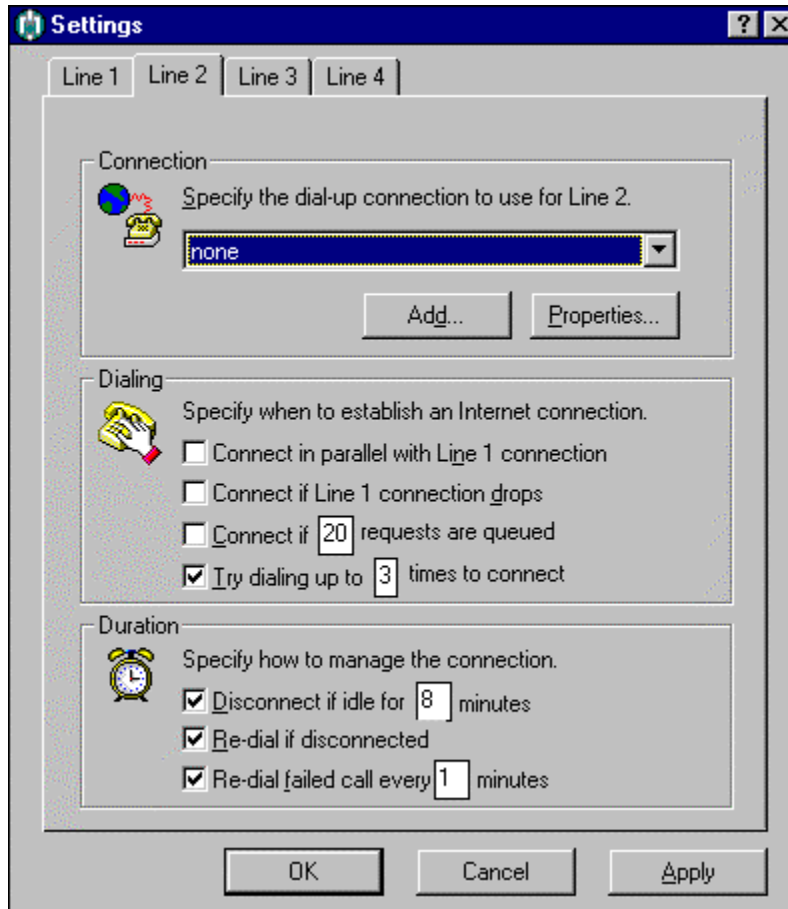 Settings
Line 1 Line 2 Line 3 Line 4
Connection
Specify the dial-up connection to use for Line 2.
none
Add... Properties...
Dialing
Specify when to establish an Internet connection.
Connect in parallel with Line 1 connection
Connect if Line 1 connection drops
Connect if 20 requests are queued
Try dialing up to 3 times to connect
Duration
Specify how to manage the connection.
Disconnect if idle for 8 minutes
Re-dial if disconnected
Re-dial failed call every 1 minutes
OK Cancel Apply